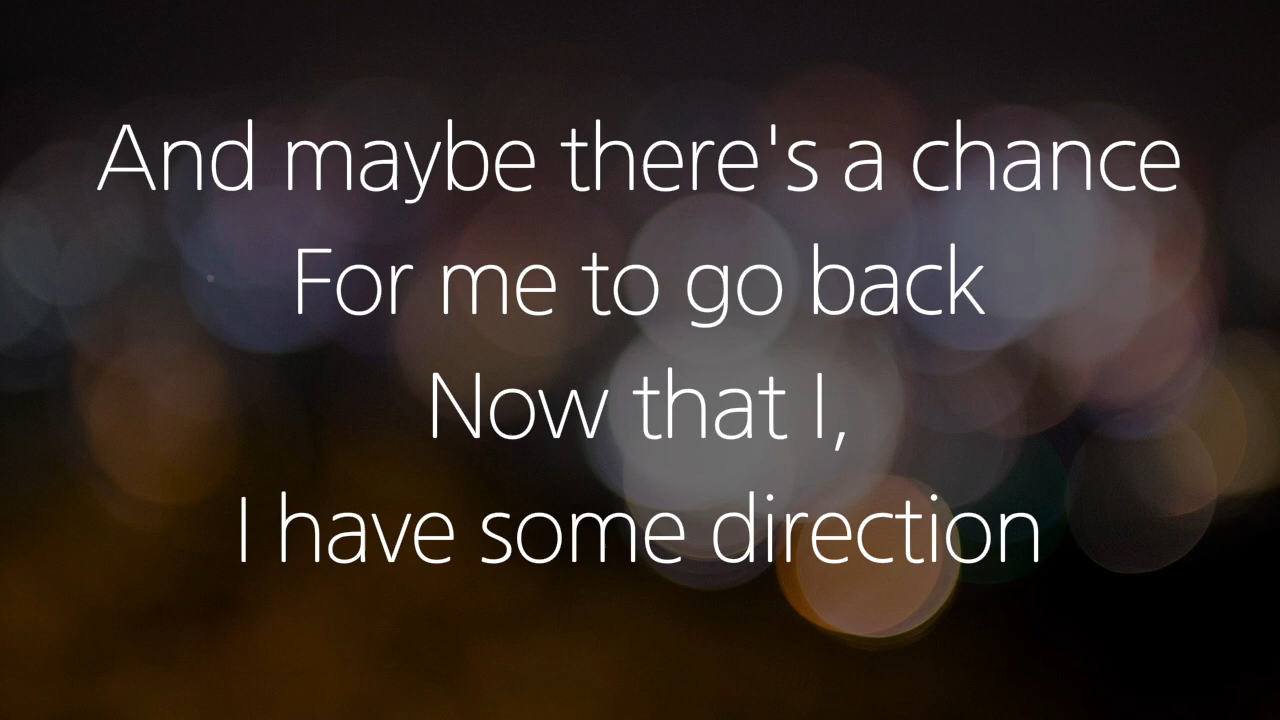 And maybe there's a chance
For me to go back
Now that I,
I have some direction